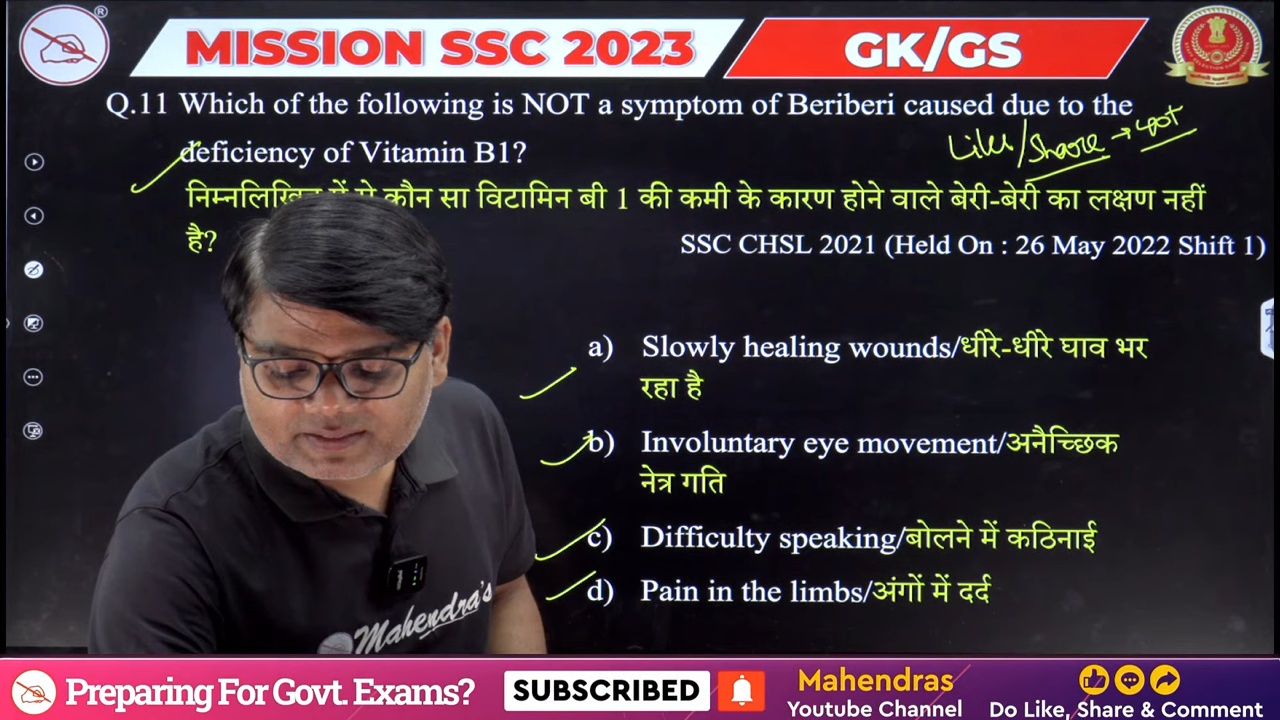 MISSION SSC 2023
GK/GS
Q.11 Which of the following is NOT a symptom of Beriberi caused due to the
Like/Share →
deficiency of Vitamin B1?
कौन सा विटामिन बी 1 की कमी के कारण होने वाले बेरी-बेरी का लक्षण नहीं
है?
SSC CHSL 2021 (Held On : 26 May 2022 Shift 1)
a) Slowly healing wounds/धीरे-धीरे घाव भर
रहा है
b) Involuntary eye movement/अनैच्छिक
नेत्र गति
c) Difficulty speaking/बोलने में कठिनाई
d) Pain in the limbs/अंगों में दर्द
Mahendra's
Preparing For Govt. Exams?
SUBSCRIBED
Mahendras
Youtube Channel
Do Like, Share & Comment